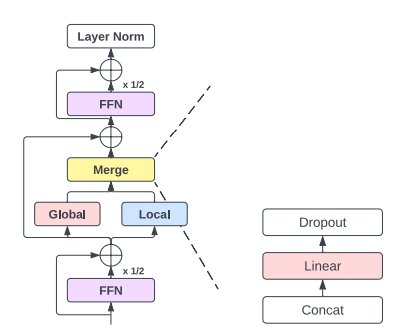 Layer Norm
x 1/2
FFN
Merge
Global
Local
x 1/2
FFN
Dropout
Linear
Concat